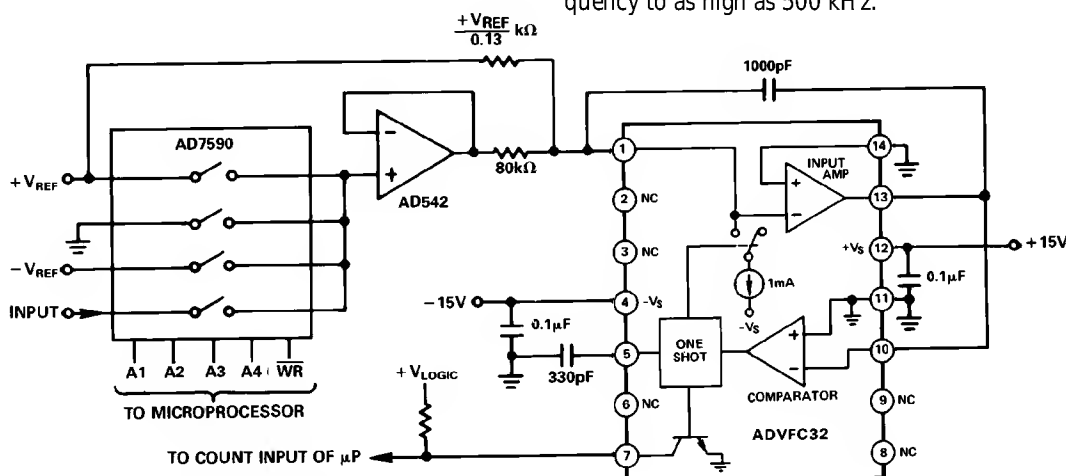 quency to as high as 500 kHz.
+VREF
0.13 kΩ
1000pF
AD7590
+VREF
−VREF
INPUT
A1 A2 A3 A4 WR
TO MICROPROCESSOR
−
+
AD542
80kΩ
1
2 NC
3 NC
−15V
4 −VS
0.1μF
330pF
5
6 NC
+VLOGIC
7
TO COUNT INPUT OF μP
INPUT
AMP
+
−
14
13
+VS 12
+15V
0.1μF
11
1mA
−VS
ONE
SHOT
+
−
COMPARATOR
10
9 NC
ADVFC32
8 NC